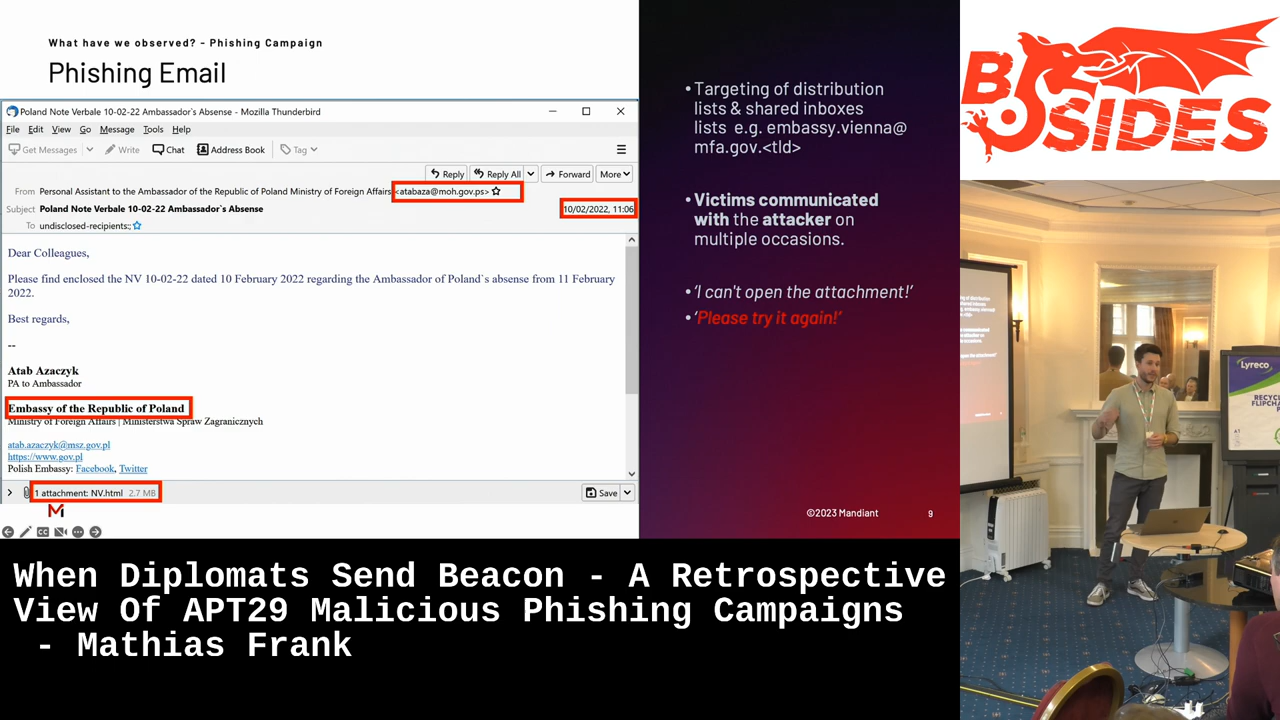 What have we observed? - Phishing Campaign
Phishing Email
Poland Note Verbale 10-02-22 Ambassador`s Absense - Mozilla Thunderbird
File Edit View Go Message Tools Help
Get Messages Write Chat Address Book Tag
Reply Reply All Forward More
From Personal Assistant to the Ambassador of the Republic of Poland Ministry of Foreign Affairs <atabaza@moh.gov.ps>
Subject Poland Note Verbale 10-02-22 Ambassador`s Absense 10/02/2022, 11:06
To undisclosed-recipients:;
Dear Colleagues,
Please find enclosed the NV 10-02-22 dated 10 February 2022 regarding the Ambassador of Poland`s absense from 11 February
2022.
Best regards,
--
Atab Azaczyk
PA to Ambassador
Embassy of the Republic of Poland
Ministry of Foreign Affairs | Ministerstwa Spraw Zagranicznych
atab.azaczyk@msz.gov.pl
https://www.gov.pl
Polish Embassy: Facebook, Twitter
1 attachment: NV.html 2.7 MB
Save
M
•Targeting of distribution
lists & shared inboxes
lists e.g. embassy.vienna@
mfa.gov.<tld>
•Victims communicated
with the attacker on
multiple occasions.
•'I can't open the attachment!'
•'Please try it again!'
©2023 Mandiant 9
BSIDES
Lyreco
When Diplomats Send Beacon - A Retrospective
View Of APT29 Malicious Phishing Campaigns
- Mathias Frank